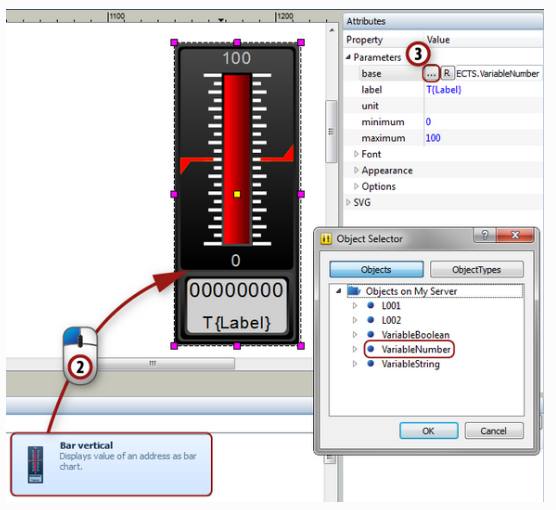 1100
1200
Attributes
Property Value
3
Parameters
base ... R ECTS.VariableNumber
label T{Label}
unit
minimum 0
maximum 100
Font
Appearance
Options
SVG
100
0
00000000
T{Label}
Object Selector
?
Objects ObjectTypes
Objects on My Server
L001
L002
VariableBoolean
VariableNumber
VariableString
OK Cancel
2
Bar vertical
Displays value of an address as bar
chart.